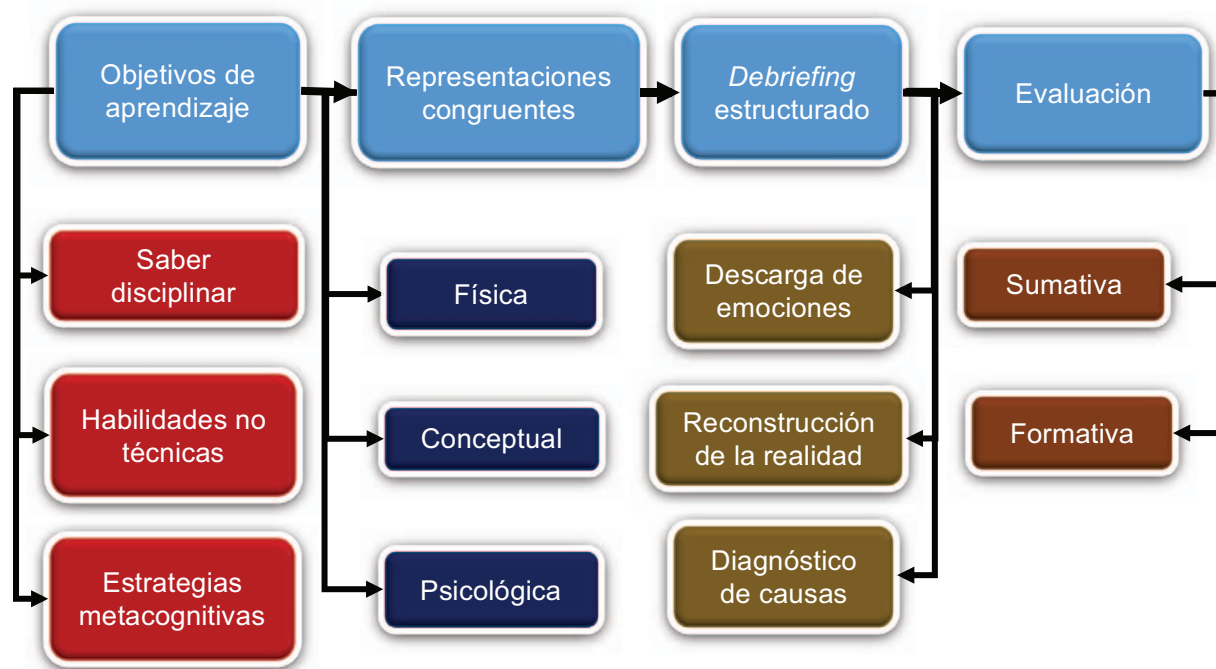 Objetivos de
aprendizaje
Representaciones
congruentes
Debriefing
estructurado
Evaluación
Saber
disciplinar
Habilidades no
técnicas
Estrategias
metacognitivas
Física
Conceptual
Psicológica
Descarga de
emociones
Reconstrucción
de la realidad
Diagnóstico
de causas
Sumativa
Formativa